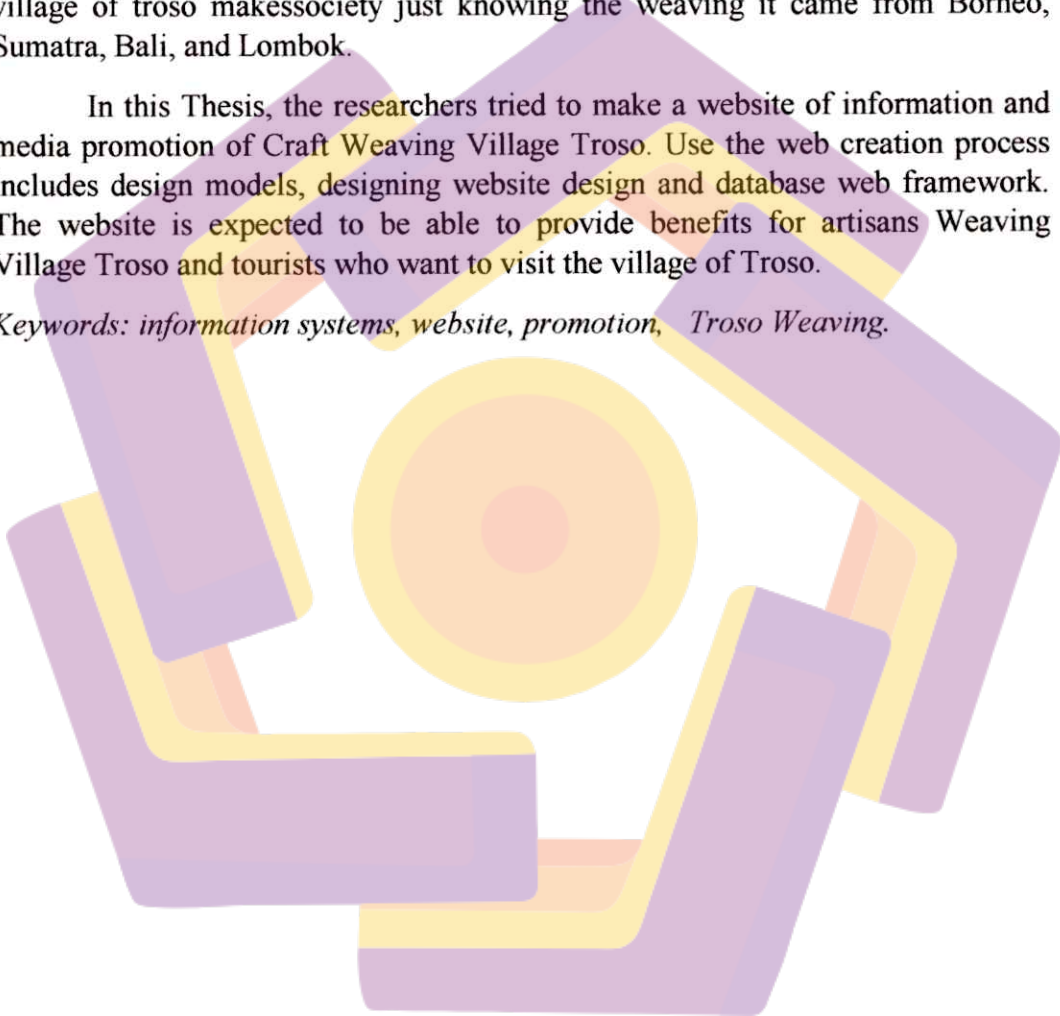 village of troso makessociety just knowing the weaving it came from Borneo,
Sumatra, Bali, and Lombok.
In this Thesis, the researchers tried to make a website of information and
media promotion of Craft Weaving Village Troso. Use the web creation process
includes design models, designing website design and database web framework.
The website is expected to be able to provide benefits for artisans Weaving
Village Troso and tourists who want to visit the village of Troso.
Keywords: information systems, website, promotion, Troso Weaving.